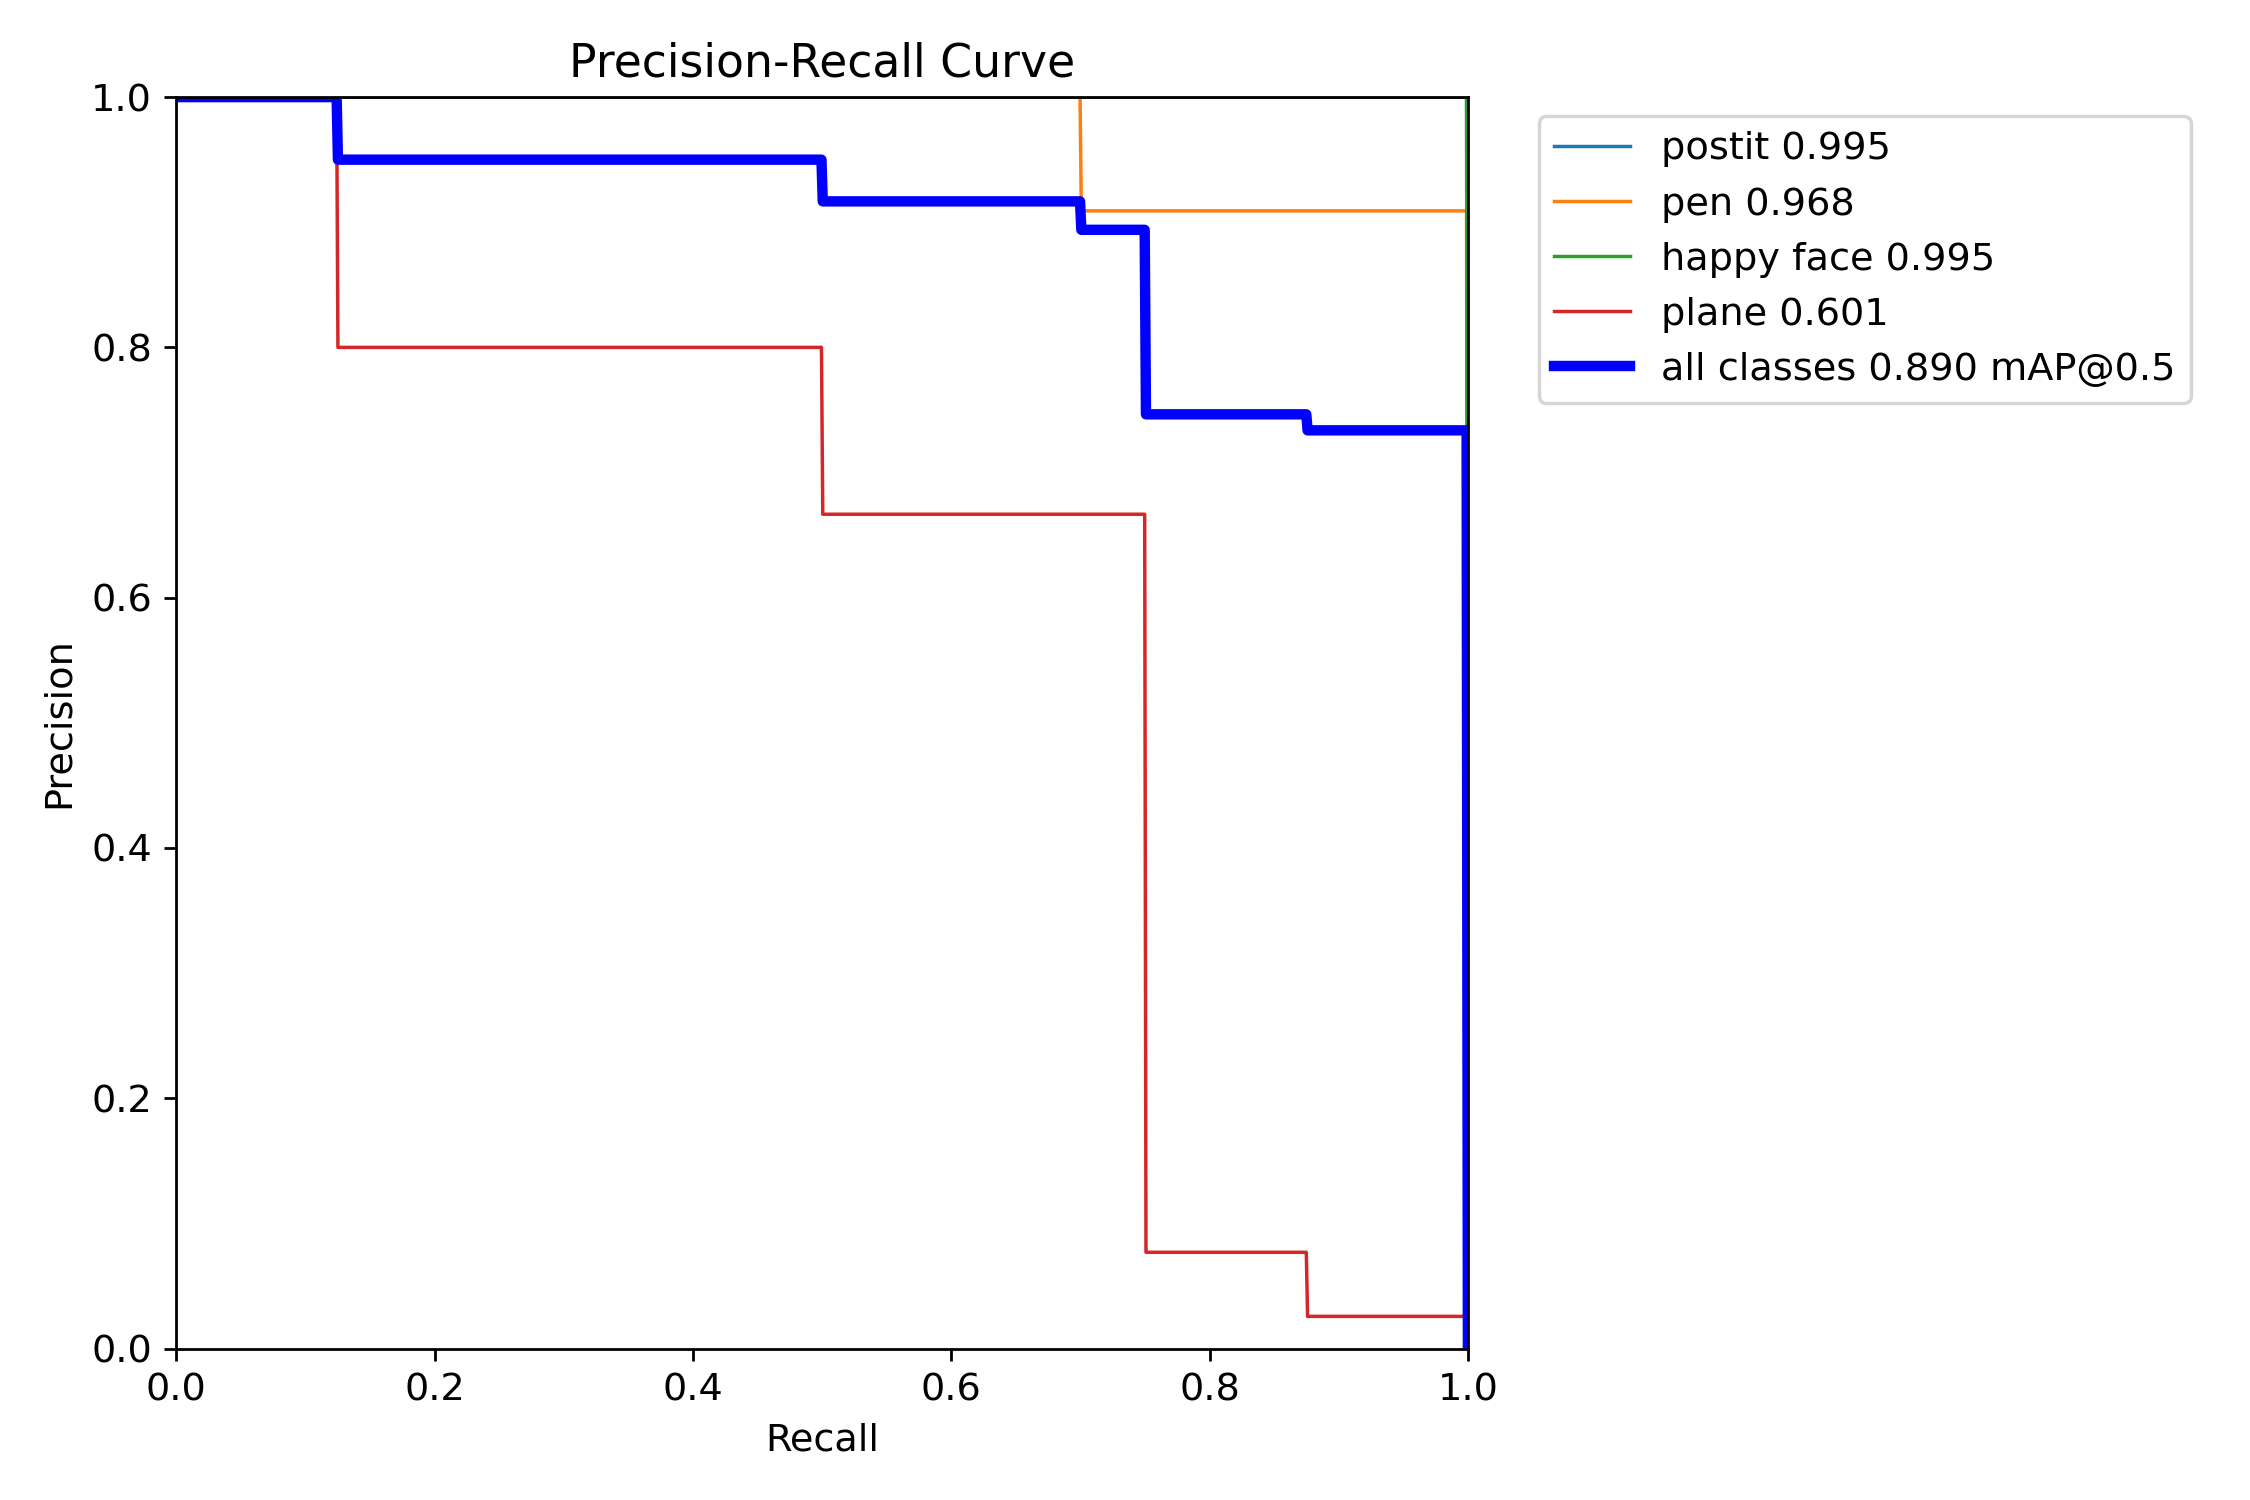 Precision-Recall Curve
1.0
0.8
0.6
0.4
0.2
0.0
Precision
0.0 0.2 0.4 0.6 0.8 1.0
Recall
postit 0.995
pen 0.968
happy face 0.995
plane 0.601
all classes 0.890 mAP@0.5